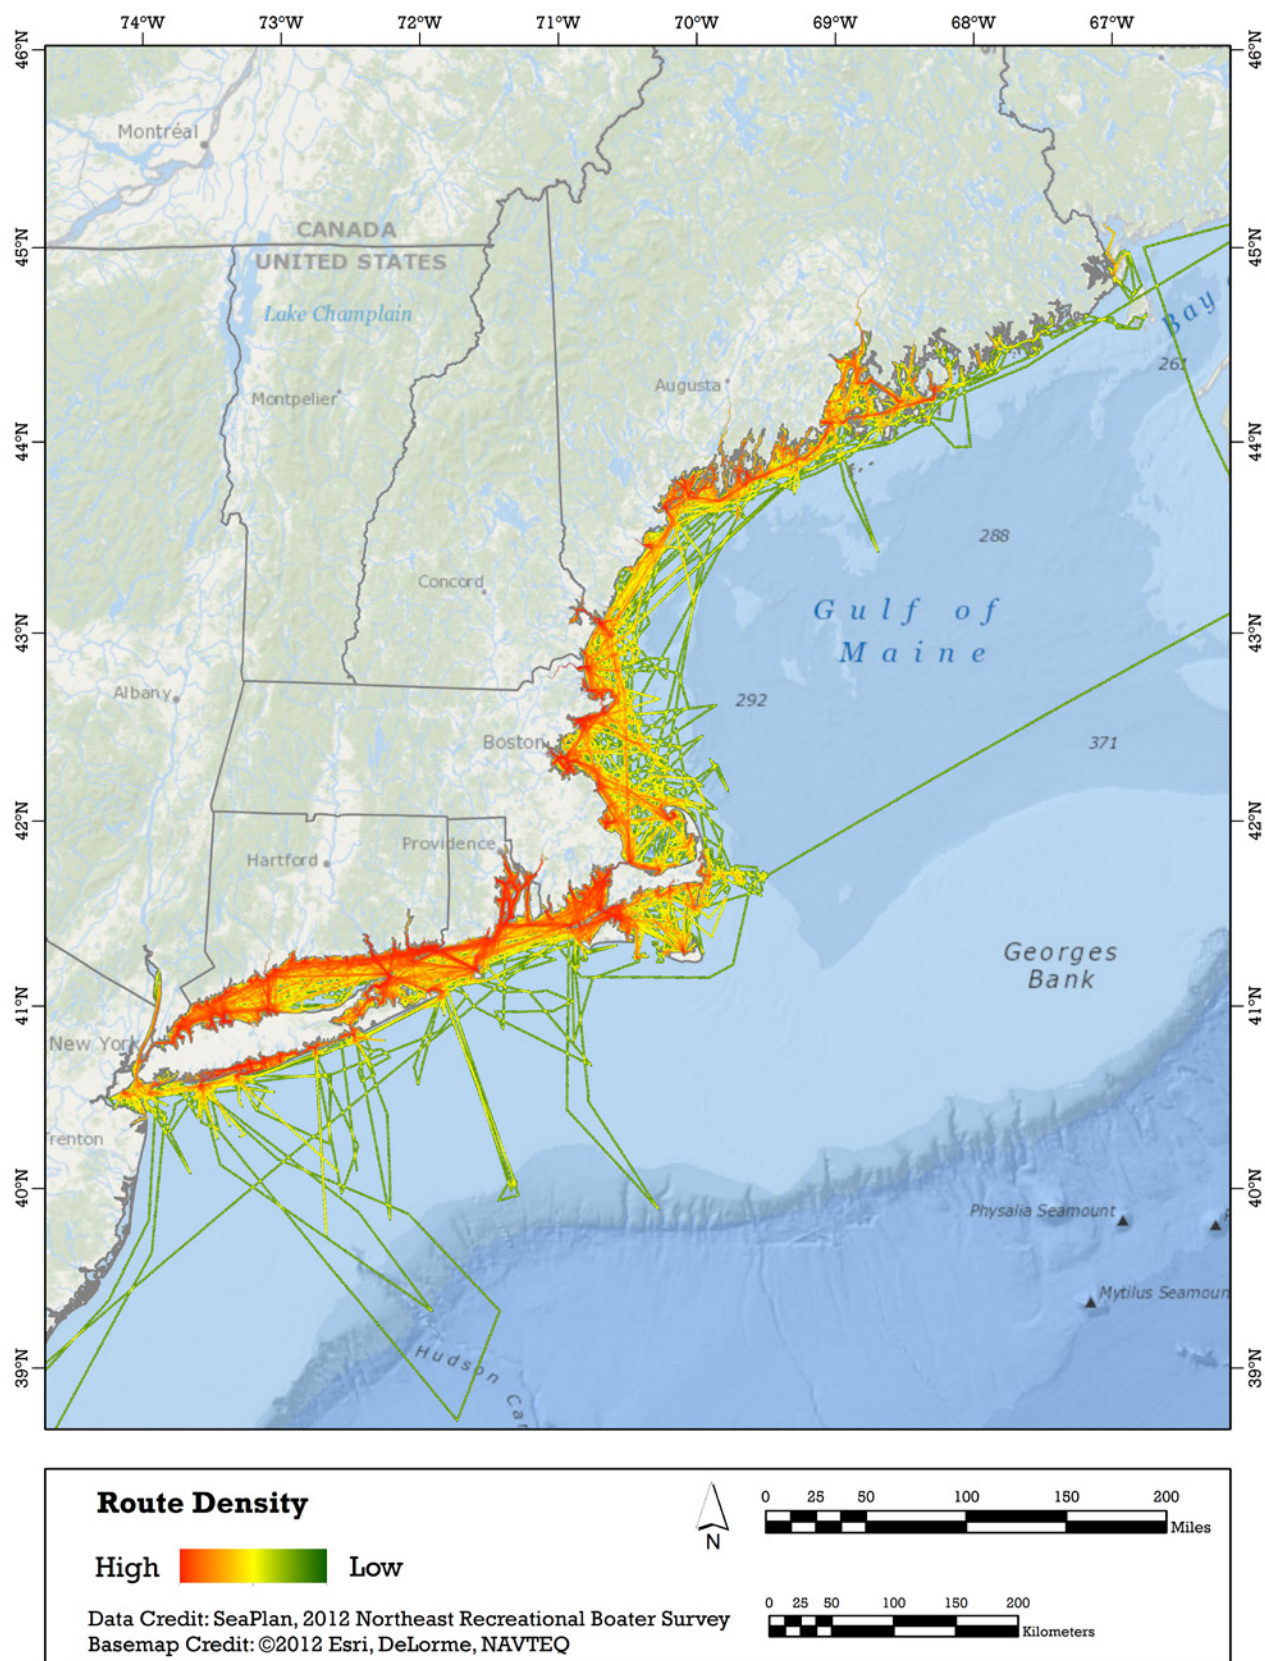 74°W 73°W 72°W 71°W 70°W 69°W 68°W 67°W
46°N 46°N
Montréal
CANADA
45°N 45°N
UNITED STATES
Lake Champlain
Bay
261
Augusta
Montpelier
44°N 44°N
288
Concord
Gulf of
43°N 43°N
Maine
Albany
292
Boston
371
42°N 42°N
Providence
Hartford
Georges
Bank
41°N 41°N
New York
renton
40°N 40°N
Physalia Seamount
Mytilus Seamoun
39°N 39°N
Hudson Ca
Route Density
High Low
N
0 25 50 100 150 200
Miles
0 25 50 100 150 200
Kilometers
Data Credit: SeaPlan, 2012 Northeast Recreational Boater Survey
Basemap Credit: ©2012 Esri, DeLorme, NAVTEQ